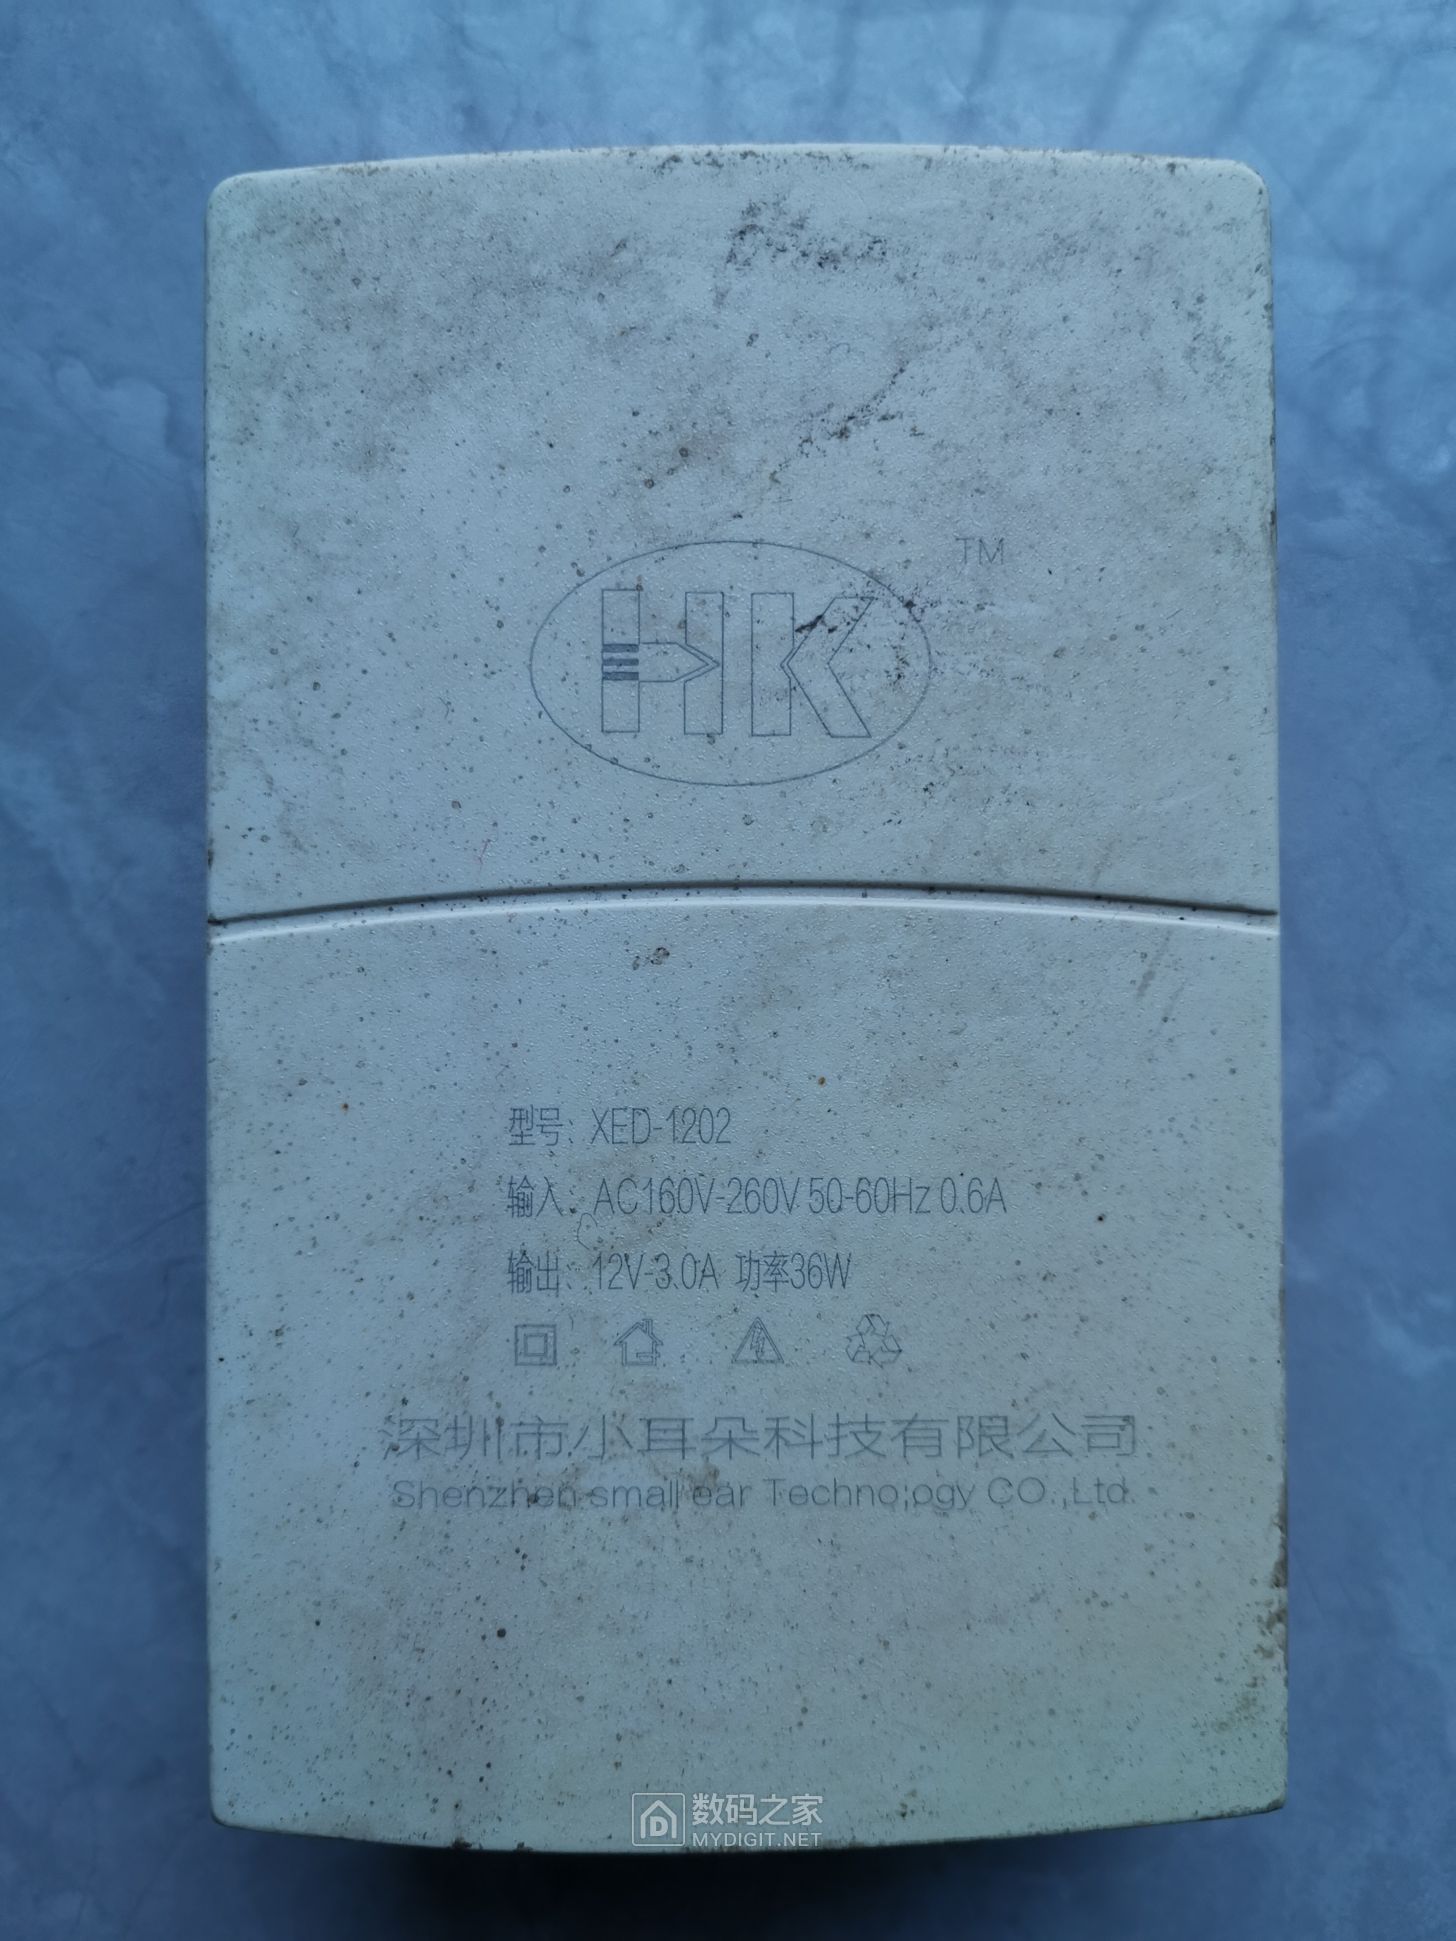 TM
HK
型号：XED-1202
输入：AC160V-260V 50-60Hz 0.6A
输出：12V-3.0A 功率36W
深圳市小耳朵科技有限公司
Shenzhen small ear Techno;ogy CO.,Ltd.
数码之家
MYDIGIT.NET